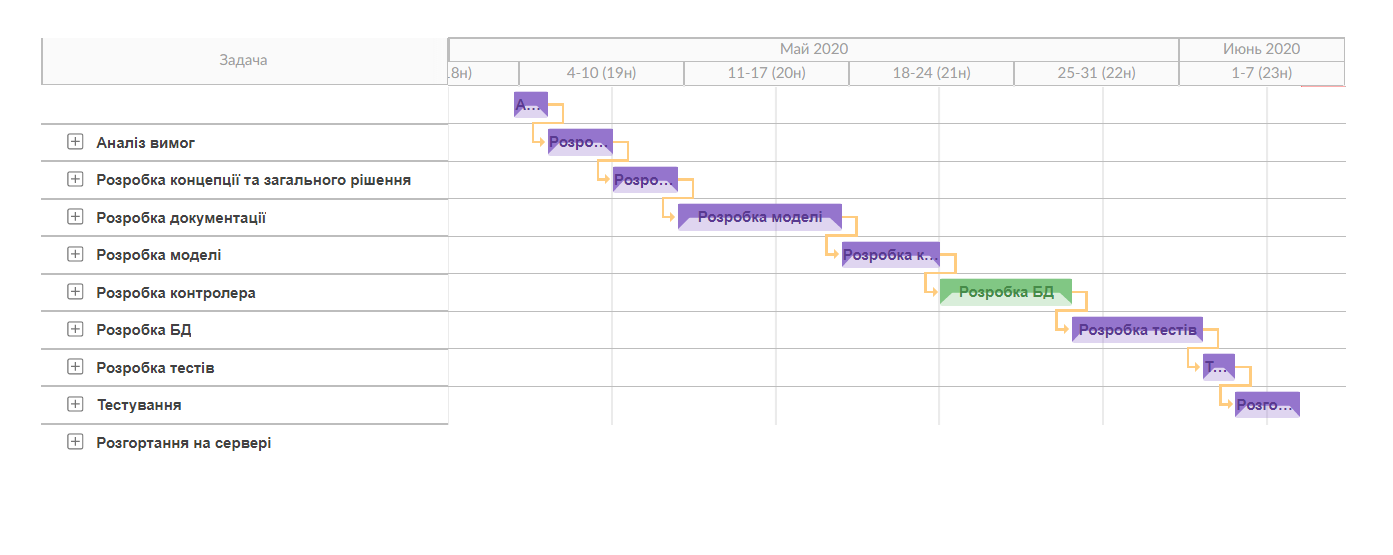 Задача
Май 2020
Июнь 2020
.8н)
4-10 (19н)
11-17 (20н)
18-24 (21н)
25-31 (22н)
1-7 (23н)
А...
Аналіз вимог
Розро...
Розробка концепції та загального рішення
Розро...
Розробка документації
Розробка моделі
Розробка моделі
Розробка к...
Розробка контролера
Розробка БД
Розробка БД
Розробка тестів
Розробка тестів
Т...
Тестування
Розго...
Розгортання на сервері